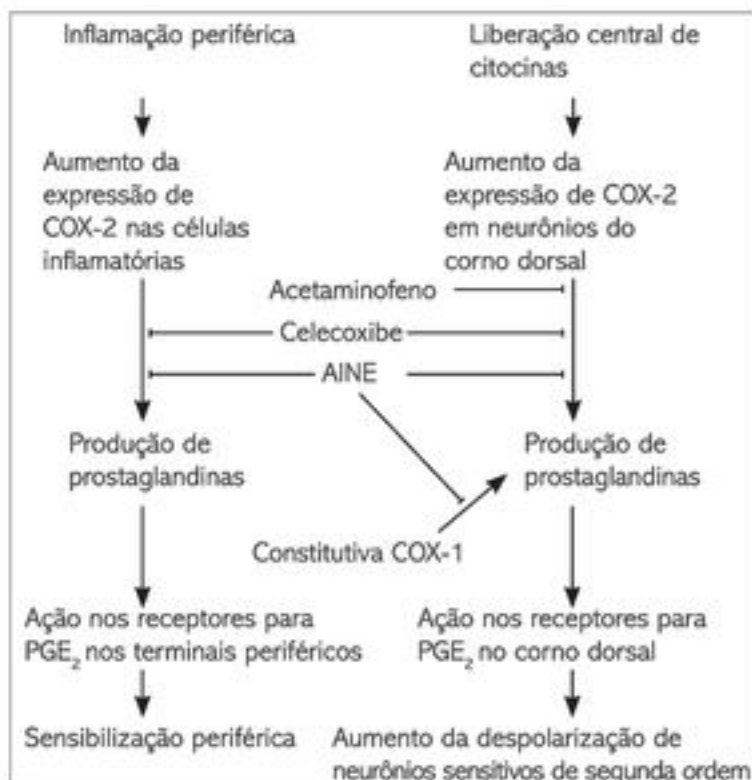 Inflamação periférica
Liberação central de
citocinas
Aumento da
expressão de
COX-2 nas células
inflamatórias
Aumento da
expressão de COX-2
em neurônios do
corno dorsal
Acetaminofeno
Celecoxibe
AINE
Produção de
prostaglandinas
Produção de
prostaglandinas
Constitutiva COX-1
Ação nos receptores para
PGE₂ nos terminais periféricos
Ação nos receptores para
PGE₂ no corno dorsal
Sensibilização periférica
Aumento da despolarização de
neurônios sensitivos de segunda ordem